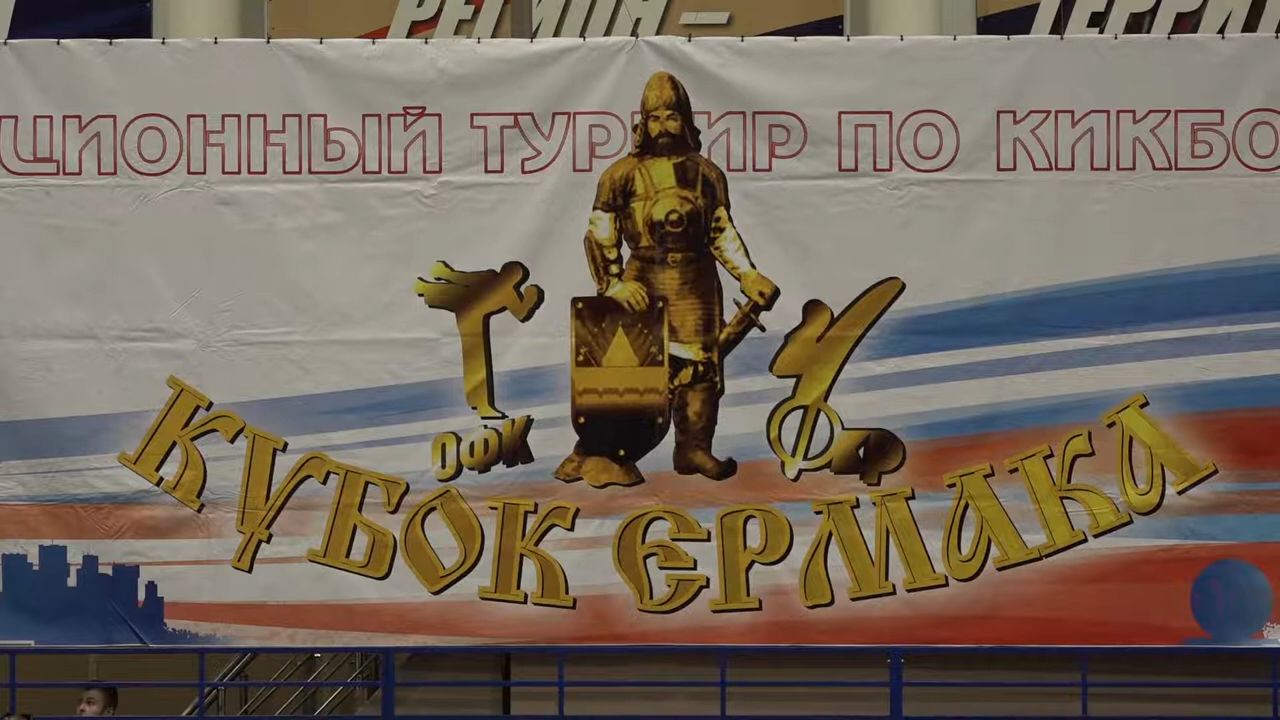 РЕГИОН –
ЦИОННЫЙ ТУРНИР ПО КИКБО
ОФК
КУБОК ЕРМАКА